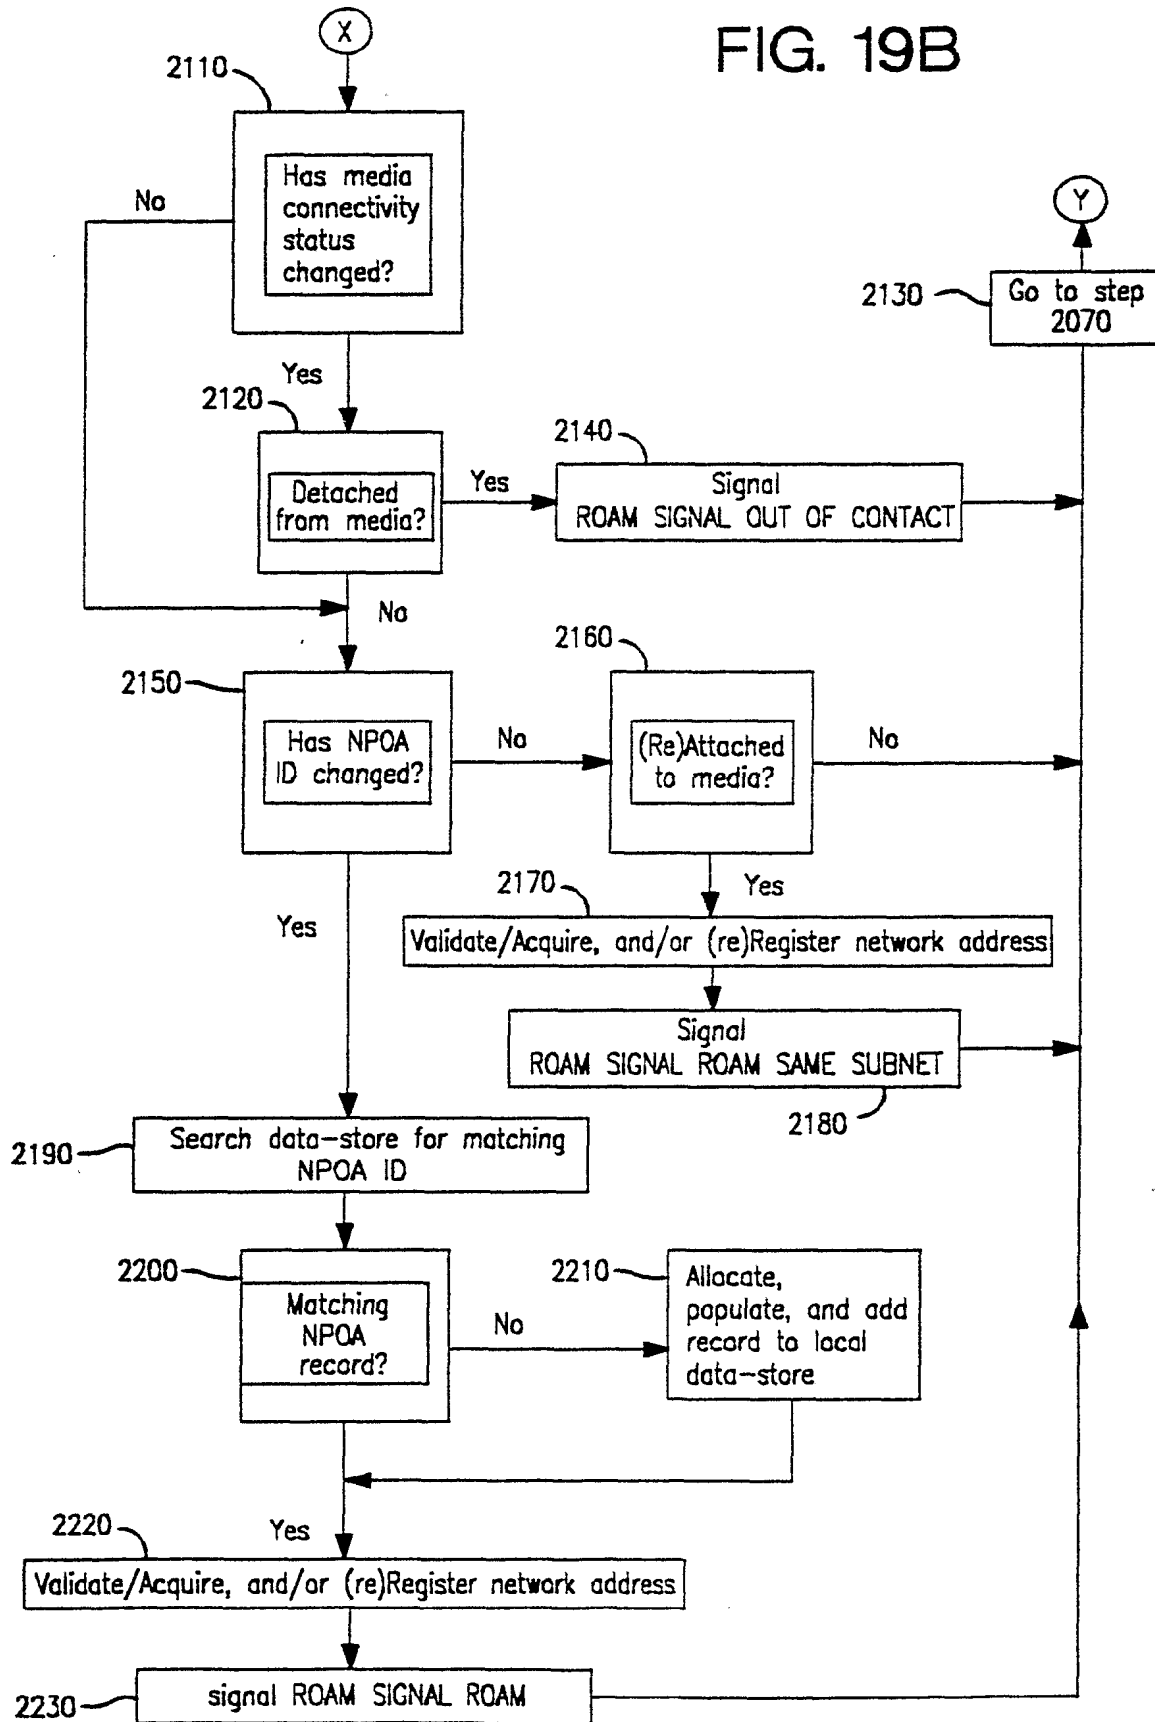 X
FIG. 19B
2110
Has media
connectivity
status
changed?
No
Y
2130
Go to step
2070
Yes
2120
Detached
from media?
Yes
2140
Signal
ROAM SIGNAL OUT OF CONTACT
No
2150
Has NPOA
ID changed?
No
2160
(Re)Attached
to media?
No
Yes
2170
Yes
Validate/Acquire, and/or (re)Register network address
Signal
ROAM SIGNAL ROAM SAME SUBNET
2180
2190
Search data-store for matching
NPOA ID
2200
Matching
NPOA
record?
No
2210
Allocate,
populate, and add
record to local
data-store
Yes
2220
Validate/Acquire, and/or (re)Register network address
2230
signal ROAM SIGNAL ROAM